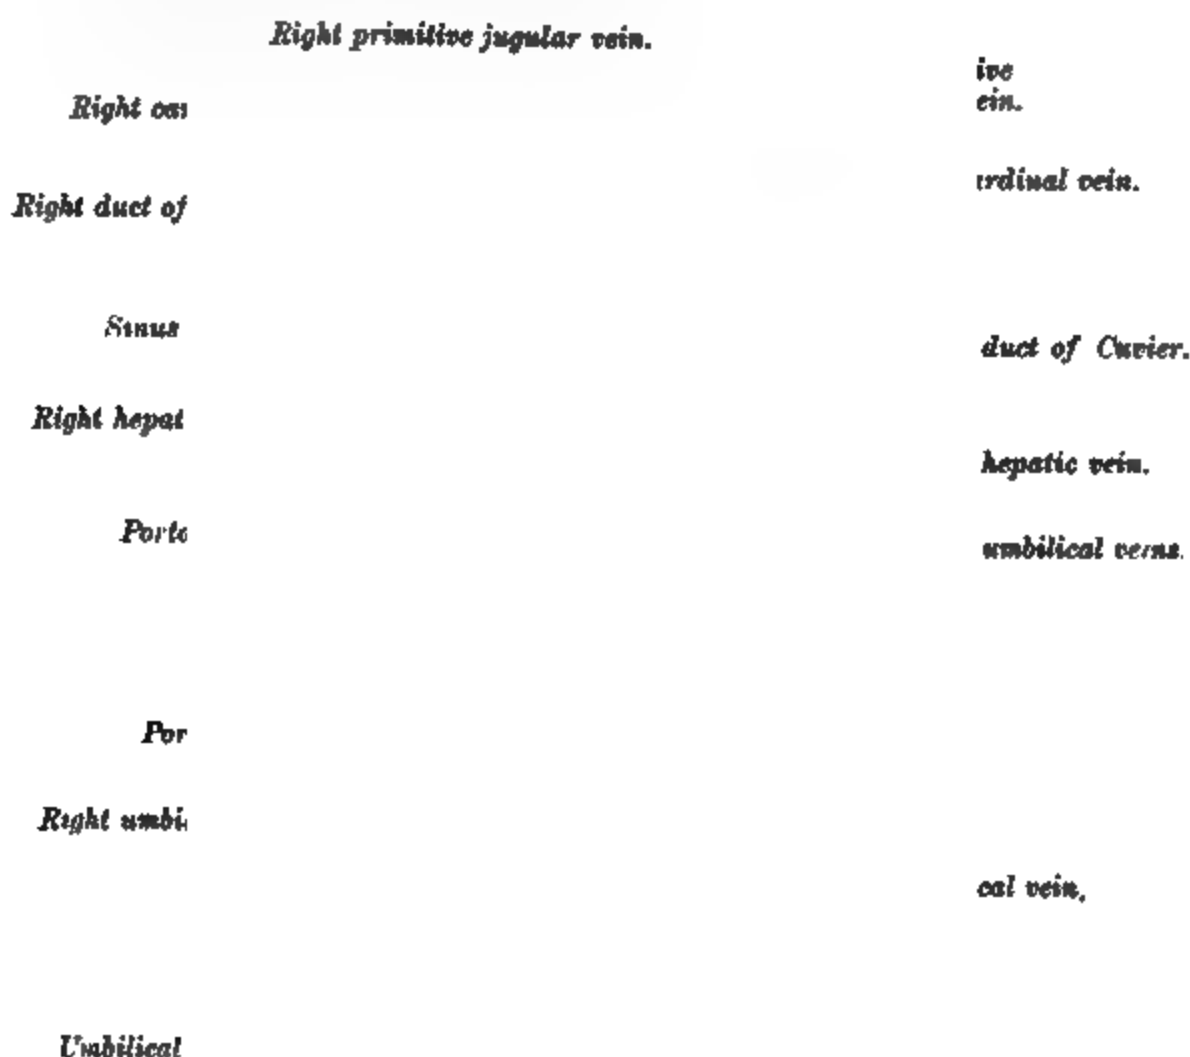 Right primitive jugular vein.
ive
ein.
Right
rdinal vein.
Right duct of
Sinus
duct of Cuvier.
Right hepat
hepatic vein.
Port
umbilical veins.
Por
Right umbi
cal vein,
Umbilical